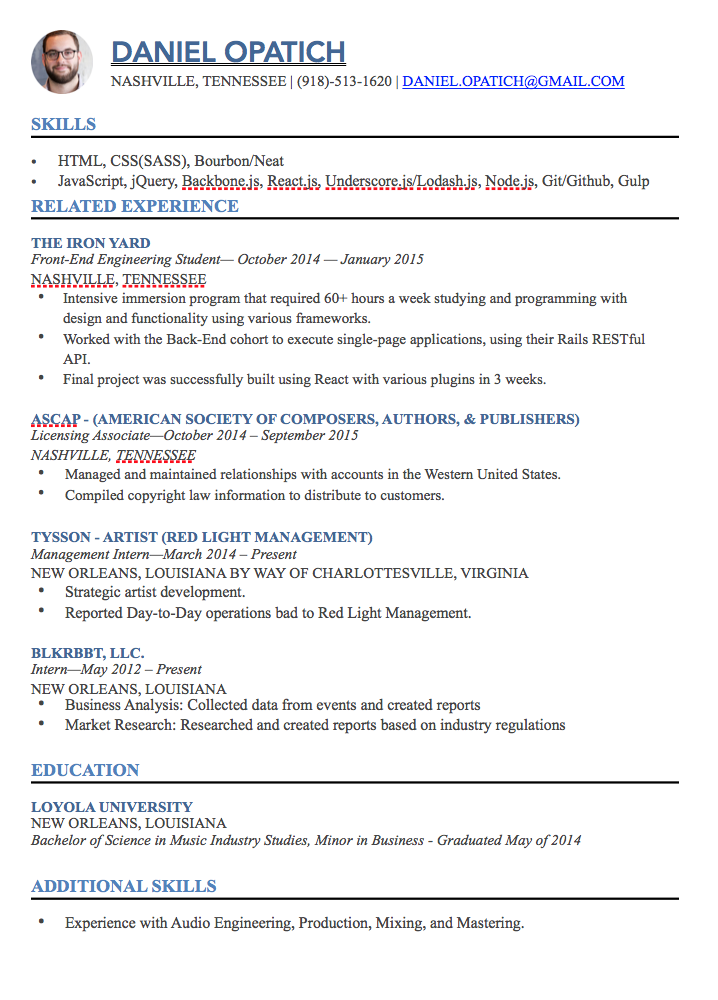 DANIEL OPATICH
NASHVILLE, TENNESSEE | (918)-513-1620 | DANIEL.OPATICH@GMAIL.COM
SKILLS
• HTML, CSS(SASS), Bourbon/Neat
• JavaScript, jQuery, Backbone.js, React.js, Underscore.js/Lodash.js, Node.js, Git/Github, Gulp
RELATED EXPERIENCE
THE IRON YARD
Front-End Engineering Student— October 2014 — January 2015
NASHVILLE, TENNESSEE
• Intensive immersion program that required 60+ hours a week studying and programming with
design and functionality using various frameworks.
• Worked with the Back-End cohort to execute single-page applications, using their Rails RESTful
API.
• Final project was successfully built using React with various plugins in 3 weeks.
ASCAP - (AMERICAN SOCIETY OF COMPOSERS, AUTHORS, & PUBLISHERS)
Licensing Associate—October 2014 – September 2015
NASHVILLE, TENNESSEE
• Managed and maintained relationships with accounts in the Western United States.
• Compiled copyright law information to distribute to customers.
TYSSON - ARTIST (RED LIGHT MANAGEMENT)
Management Intern—March 2014 – Present
NEW ORLEANS, LOUISIANA BY WAY OF CHARLOTTESVILLE, VIRGINIA
• Strategic artist development.
• Reported Day-to-Day operations bad to Red Light Management.
BLKRBBT, LLC.
Intern—May 2012 – Present
NEW ORLEANS, LOUISIANA
• Business Analysis: Collected data from events and created reports
• Market Research: Researched and created reports based on industry regulations
EDUCATION
LOYOLA UNIVERSITY
NEW ORLEANS, LOUISIANA
Bachelor of Science in Music Industry Studies, Minor in Business - Graduated May of 2014
ADDITIONAL SKILLS
• Experience with Audio Engineering, Production, Mixing, and Mastering.